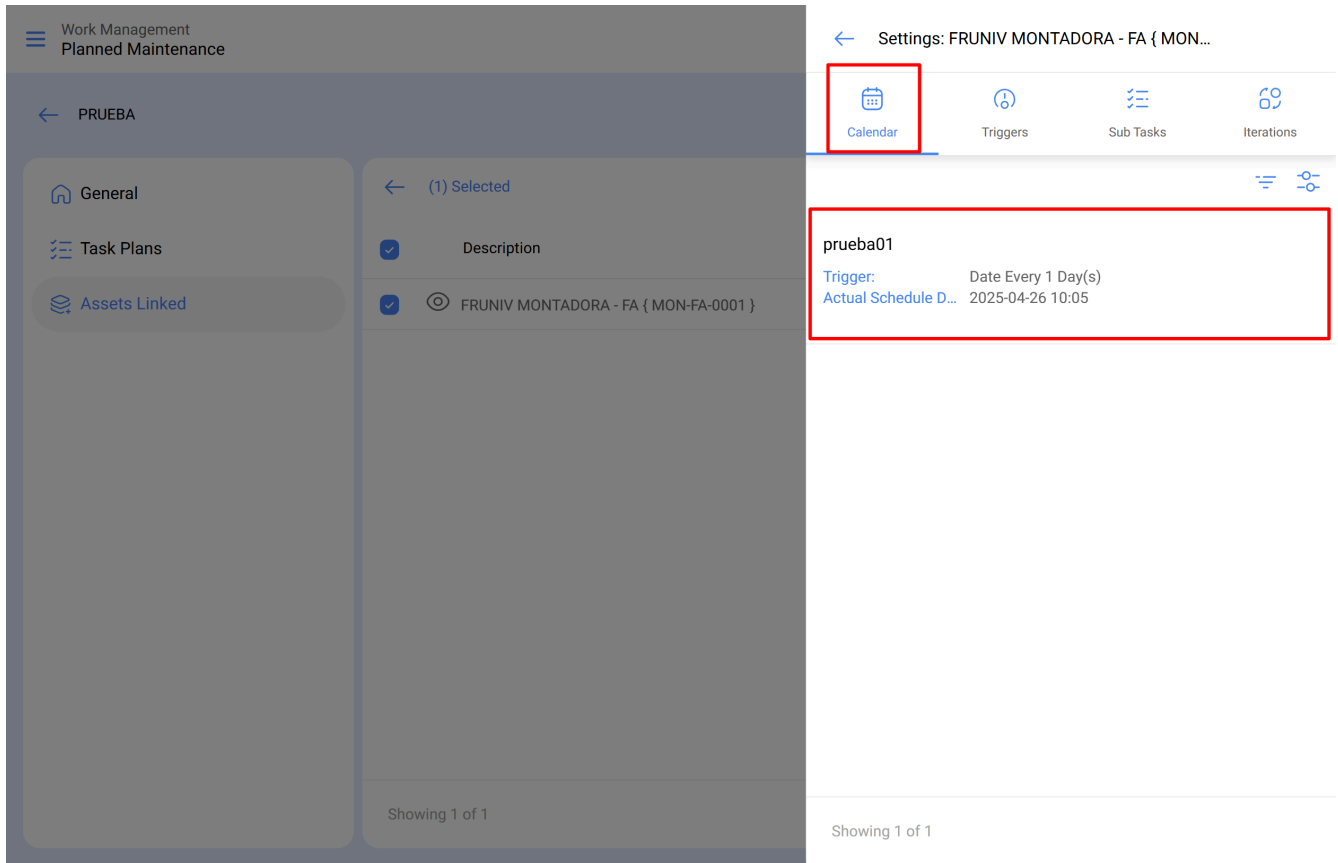 Work Management
Planned Maintenance
PRUEBA
General
Task Plans
Assets Linked
(1) Selected
Description
FRUNIV MONTADORA - FA { MON-FA-0001 }
Showing 1 of 1
Settings: FRUNIV MONTADORA - FA { MON...
Calendar
Triggers
Sub Tasks
Iterations
prueba01
Trigger: Date Every 1 Day(s)
Actual Schedule D... 2025-04-26 10:05
Showing 1 of 1